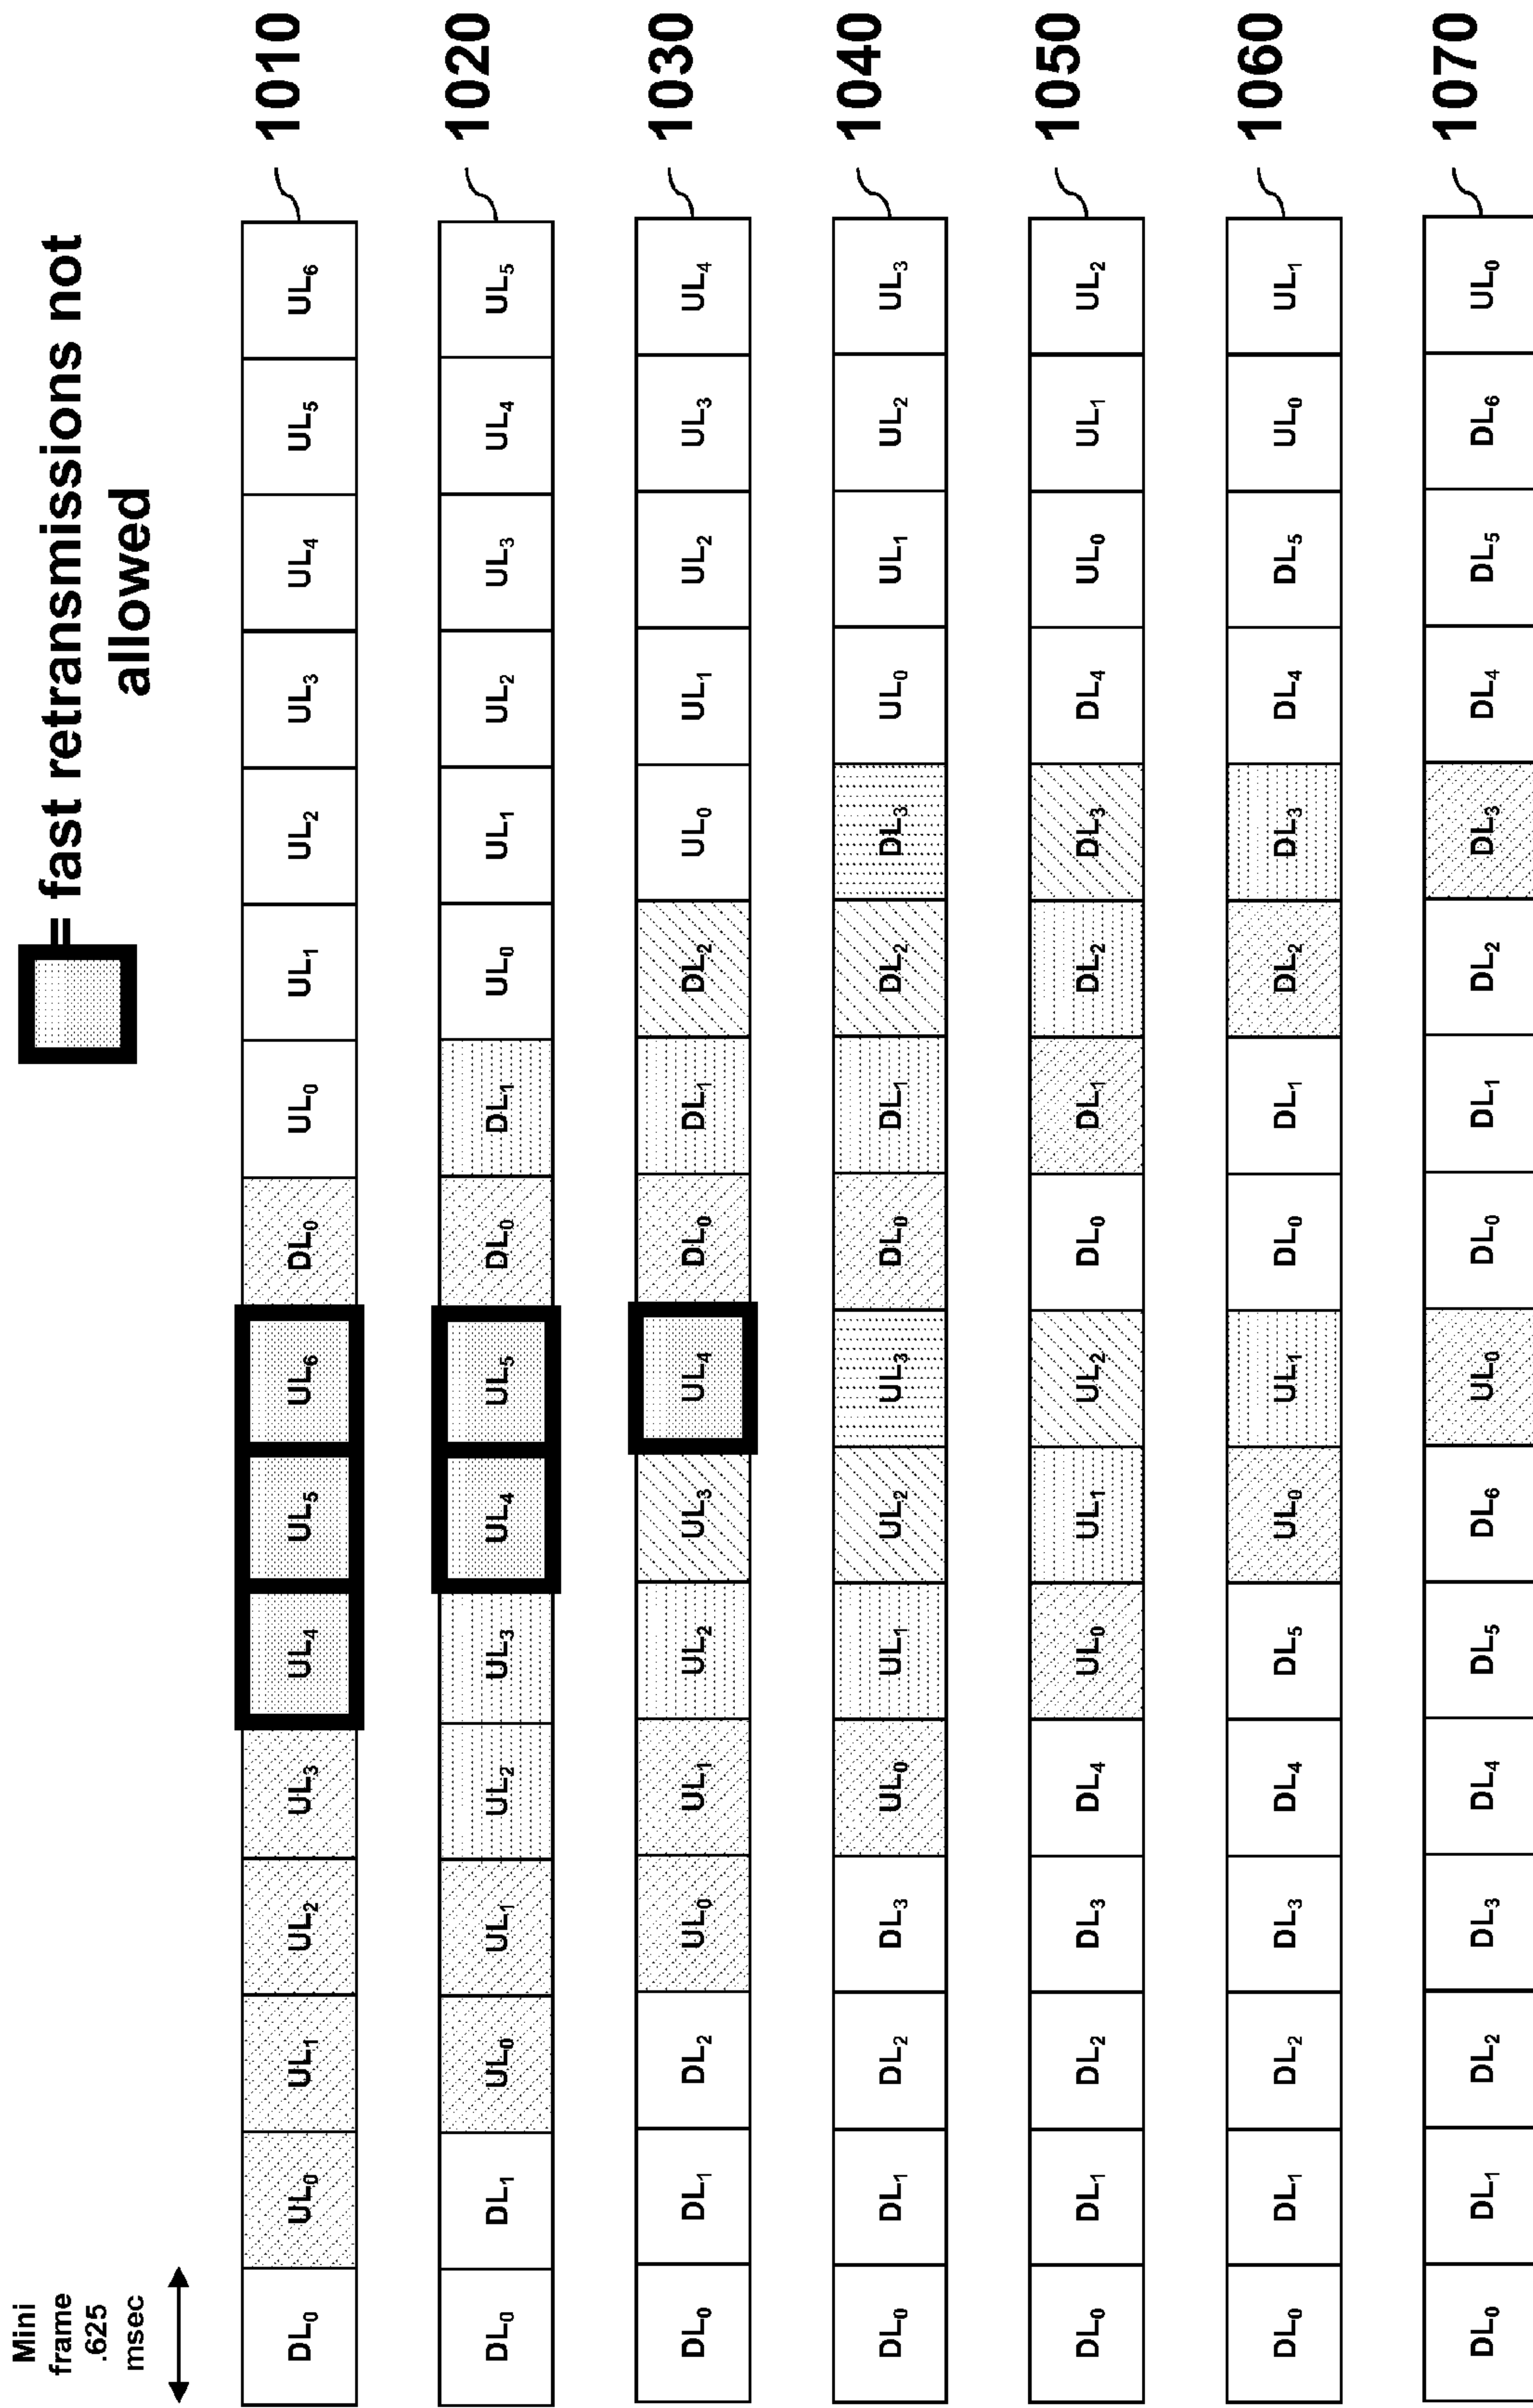 = fast retransmissions not
allowed
Mini
frame
.625
msec
DL0 UL0 UL1 UL2 UL3 UL4 UL5 UL6 DL0 UL0 UL1 UL2 UL3 UL4 UL5 UL6 1010
DL0 DL1 UL0 UL1 UL2 UL3 UL4 UL5 DL0 DL1 UL0 UL1 UL2 UL3 UL4 UL5 1020
DL0 DL1 DL2 UL0 UL1 UL2 UL3 UL4 DL0 DL1 DL2 UL0 UL1 UL2 UL3 UL4 1030
DL0 DL1 DL2 DL3 UL0 UL1 UL2 UL3 DL0 DL1 DL2 DL3 UL0 UL1 UL2 UL3 1040
DL0 DL1 DL2 DL3 DL4 UL0 UL1 UL2 DL0 DL1 DL2 DL3 DL4 UL0 UL1 UL2 1050
DL0 DL1 DL2 DL3 DL4 DL5 UL0 UL1 DL0 DL1 DL2 DL3 DL4 DL5 UL0 UL1 1060
DL0 DL1 DL2 DL3 DL4 DL5 DL6 UL0 DL0 DL1 DL2 DL3 DL4 DL5 DL6 UL0 1070